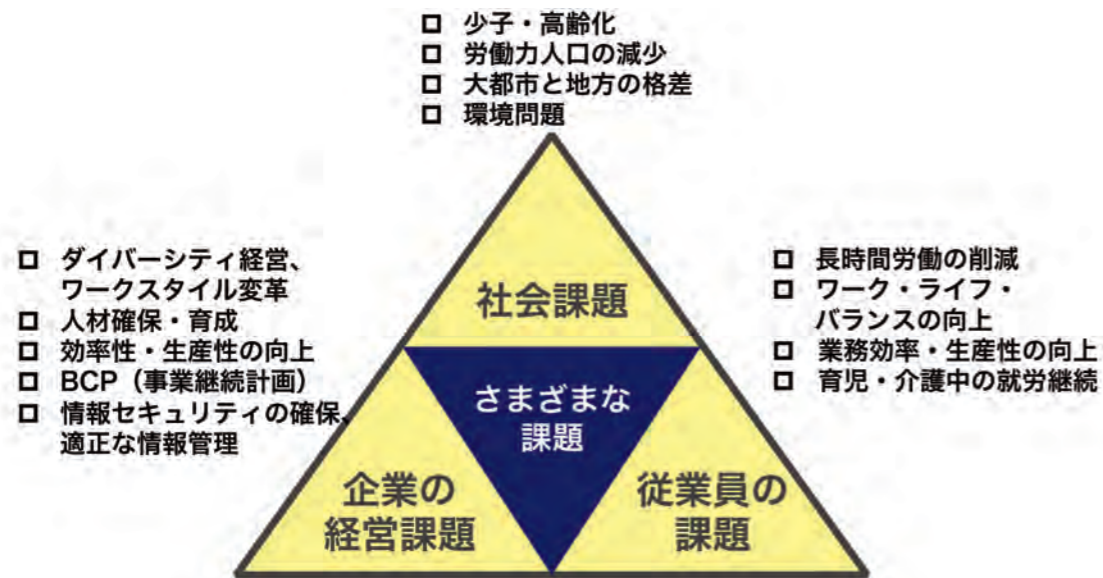 □ 少子・高齢化
□ 労働力人口の減少
□ 大都市と地方の格差
□ 環境問題
□ ダイバーシティ経営、
ワークスタイル変革
□ 人材確保・育成
□ 効率性・生産性の向上
□ BCP（事業継続計画）
□ 情報セキュリティの確保、
適正な情報管理
□ 長時間労働の削減
□ ワーク・ライフ・
バランスの向上
□ 業務効率・生産性の向上
□ 育児・介護中の就労継続
社会課題
さまざまな
課題
企業の
経営課題
従業員の
課題